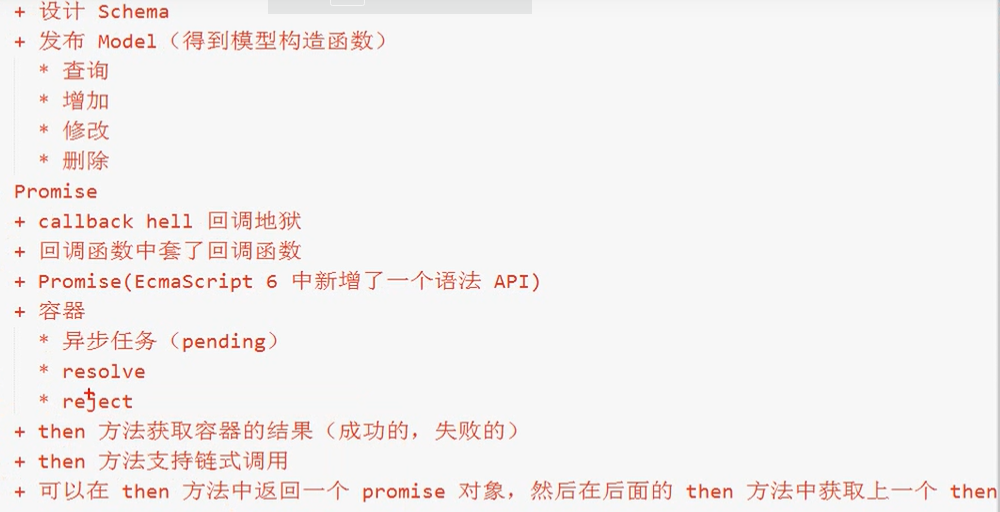 + 设计 Schema
+ 发布 Model（得到模型构造函数）
* 查询
* 增加
* 修改
* 删除
Promise
+ callback hell 回调地狱
+ 回调函数中套了回调函数
+ Promise(EcmaScript 6 中新增了一个语法 API)
+ 容器
* 异步任务（pending）
* resolve
* reject
+ then 方法获取容器的结果（成功的，失败的）
+ then 方法支持链式调用
+ 可以在 then 方法中返回一个 promise 对象，然后在后面的 then 方法中获取上一个 then